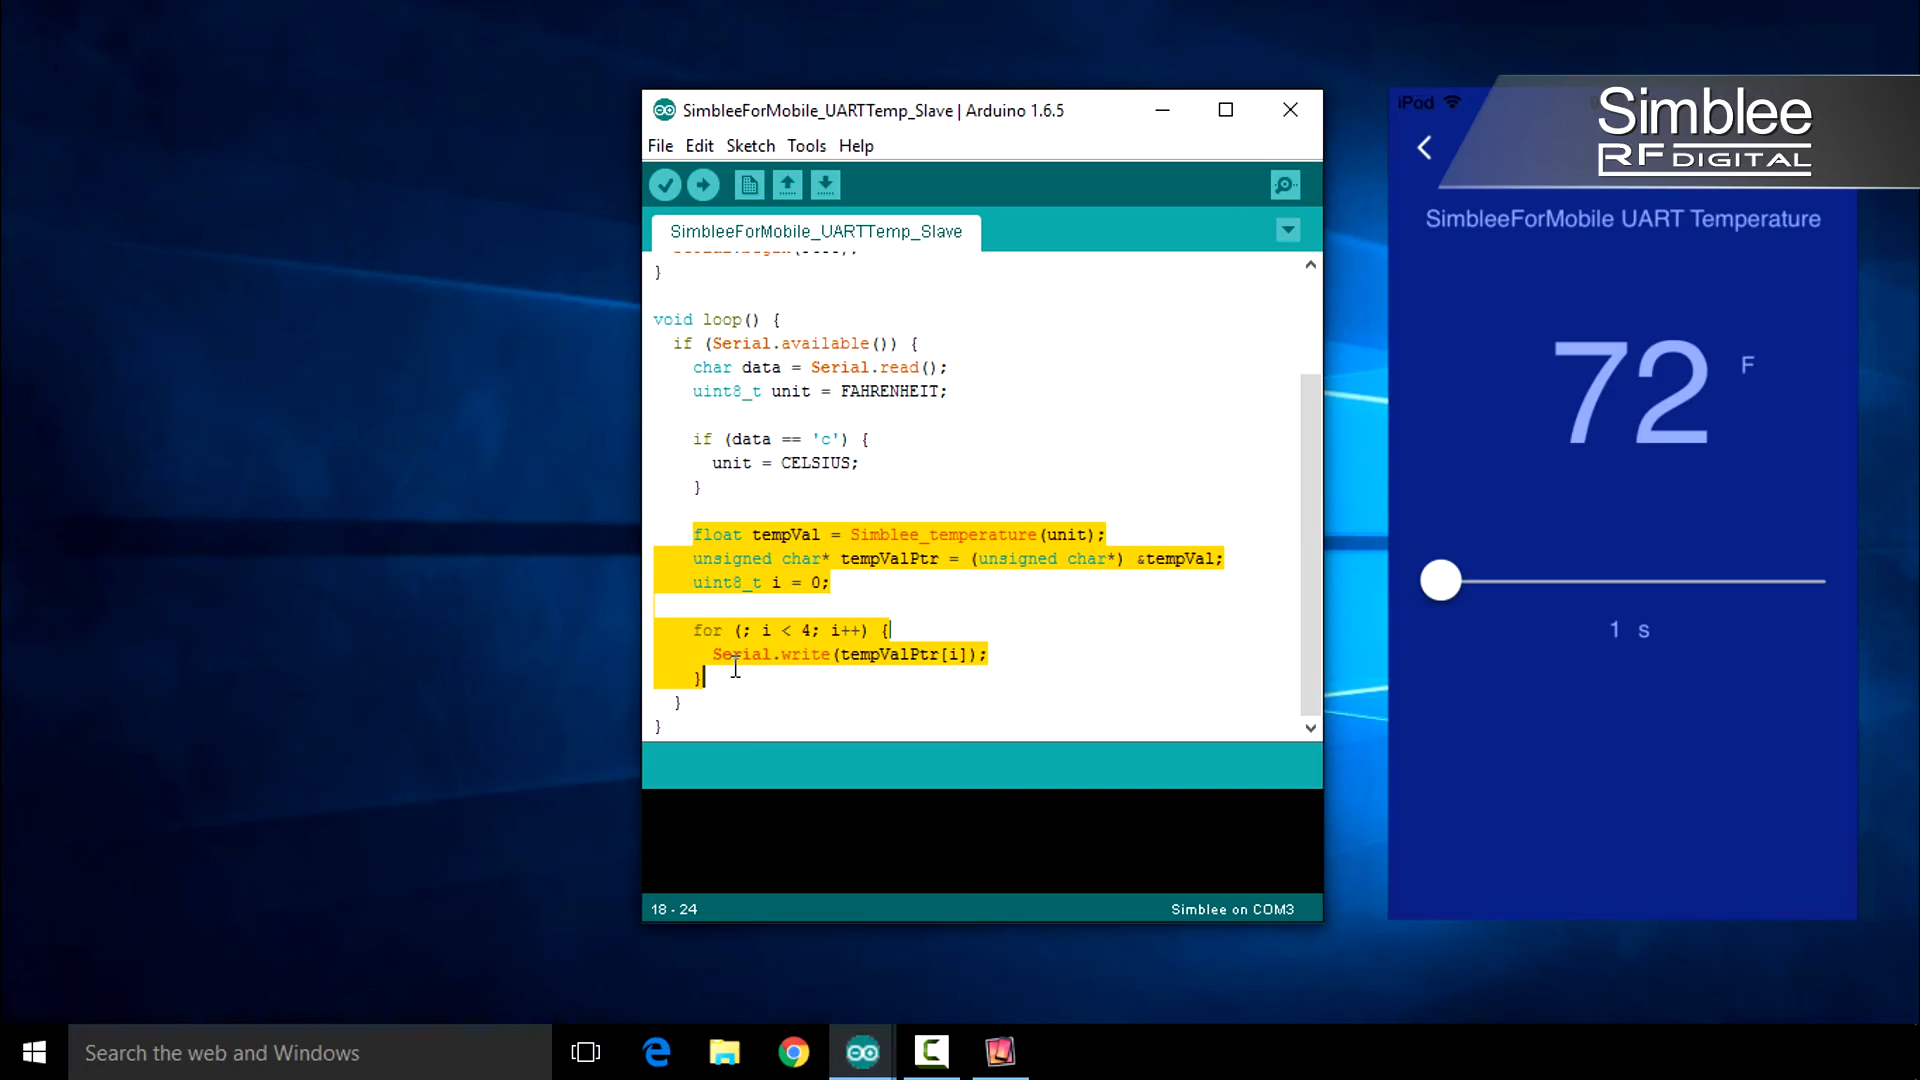 SimbleeForMobile_UARTTemp_Slave | Arduino 1.6.5
File Edit Sketch Tools Help
SimbleeForMobile_UARTTemp_Slave
}
void loop() {
if (Serial.available()) {
char data = Serial.read();
uint8_t unit = FAHRENHEIT;
if (data == 'c') {
unit = CELSIUS;
}
float tempVal = Simblee_temperature(unit);
unsigned char* tempValPtr = (unsigned char*) &tempVal;
uint8_t i = 0;
for (; i < 4; i++) {
Serial.write(tempValPtr[i]);
}
}
}
18 - 24
Simblee on COM3
iPod
Simblee
RF DIGITAL
SimbleeForMobile UART Temperature
72 F
1 s
Search the web and Windows